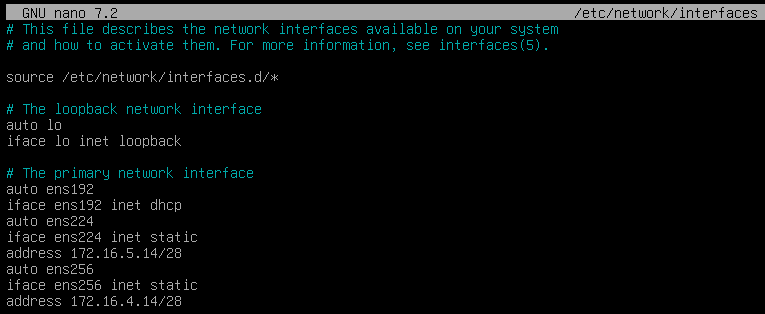 GNU nano 7.2 /etc/network/interfaces
# This file describes the network interfaces available on your system
# and how to activate them. For more information, see interfaces(5).
source /etc/network/interfaces.d/*
# The loopback network interface
auto lo
iface lo inet loopback
# The primary network interface
auto ens192
iface ens192 inet dhcp
auto ens224
iface ens224 inet static
address 172.16.5.14/28
auto ens256
iface ens256 inet static
address 172.16.4.14/28